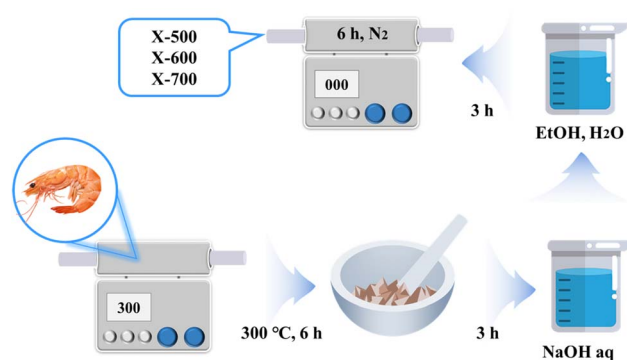 X-500
X-600
X-700
6 h, N2
000
3 h
EtOH, H2O
300
300 °C, 6 h
3 h
NaOH aq